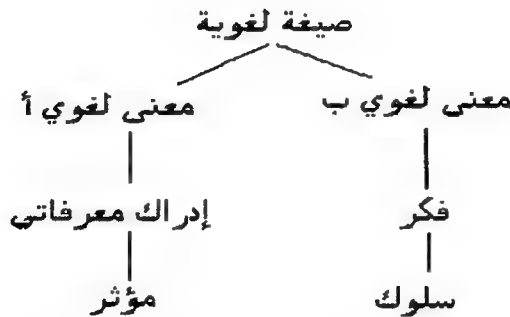 صيغة لغوية
معنى لغوي ب
معنى لغوي أ
فكر
إدراك معرفاتي
سلوك
مؤثر